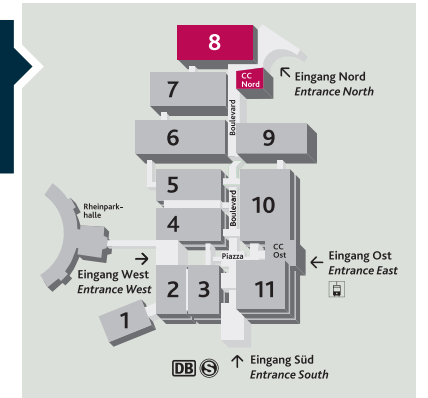 8
CC
Nord
Eingang Nord
Entrance North
7
Boulevard
6
9
5
Rheinpark-
halle
10
4
Boulevard
CC
Ost
Piazza
Eingang West
Entrance West
Eingang Ost
Entrance East
2
3
11
1
DB
S
Eingang Süd
Entrance South